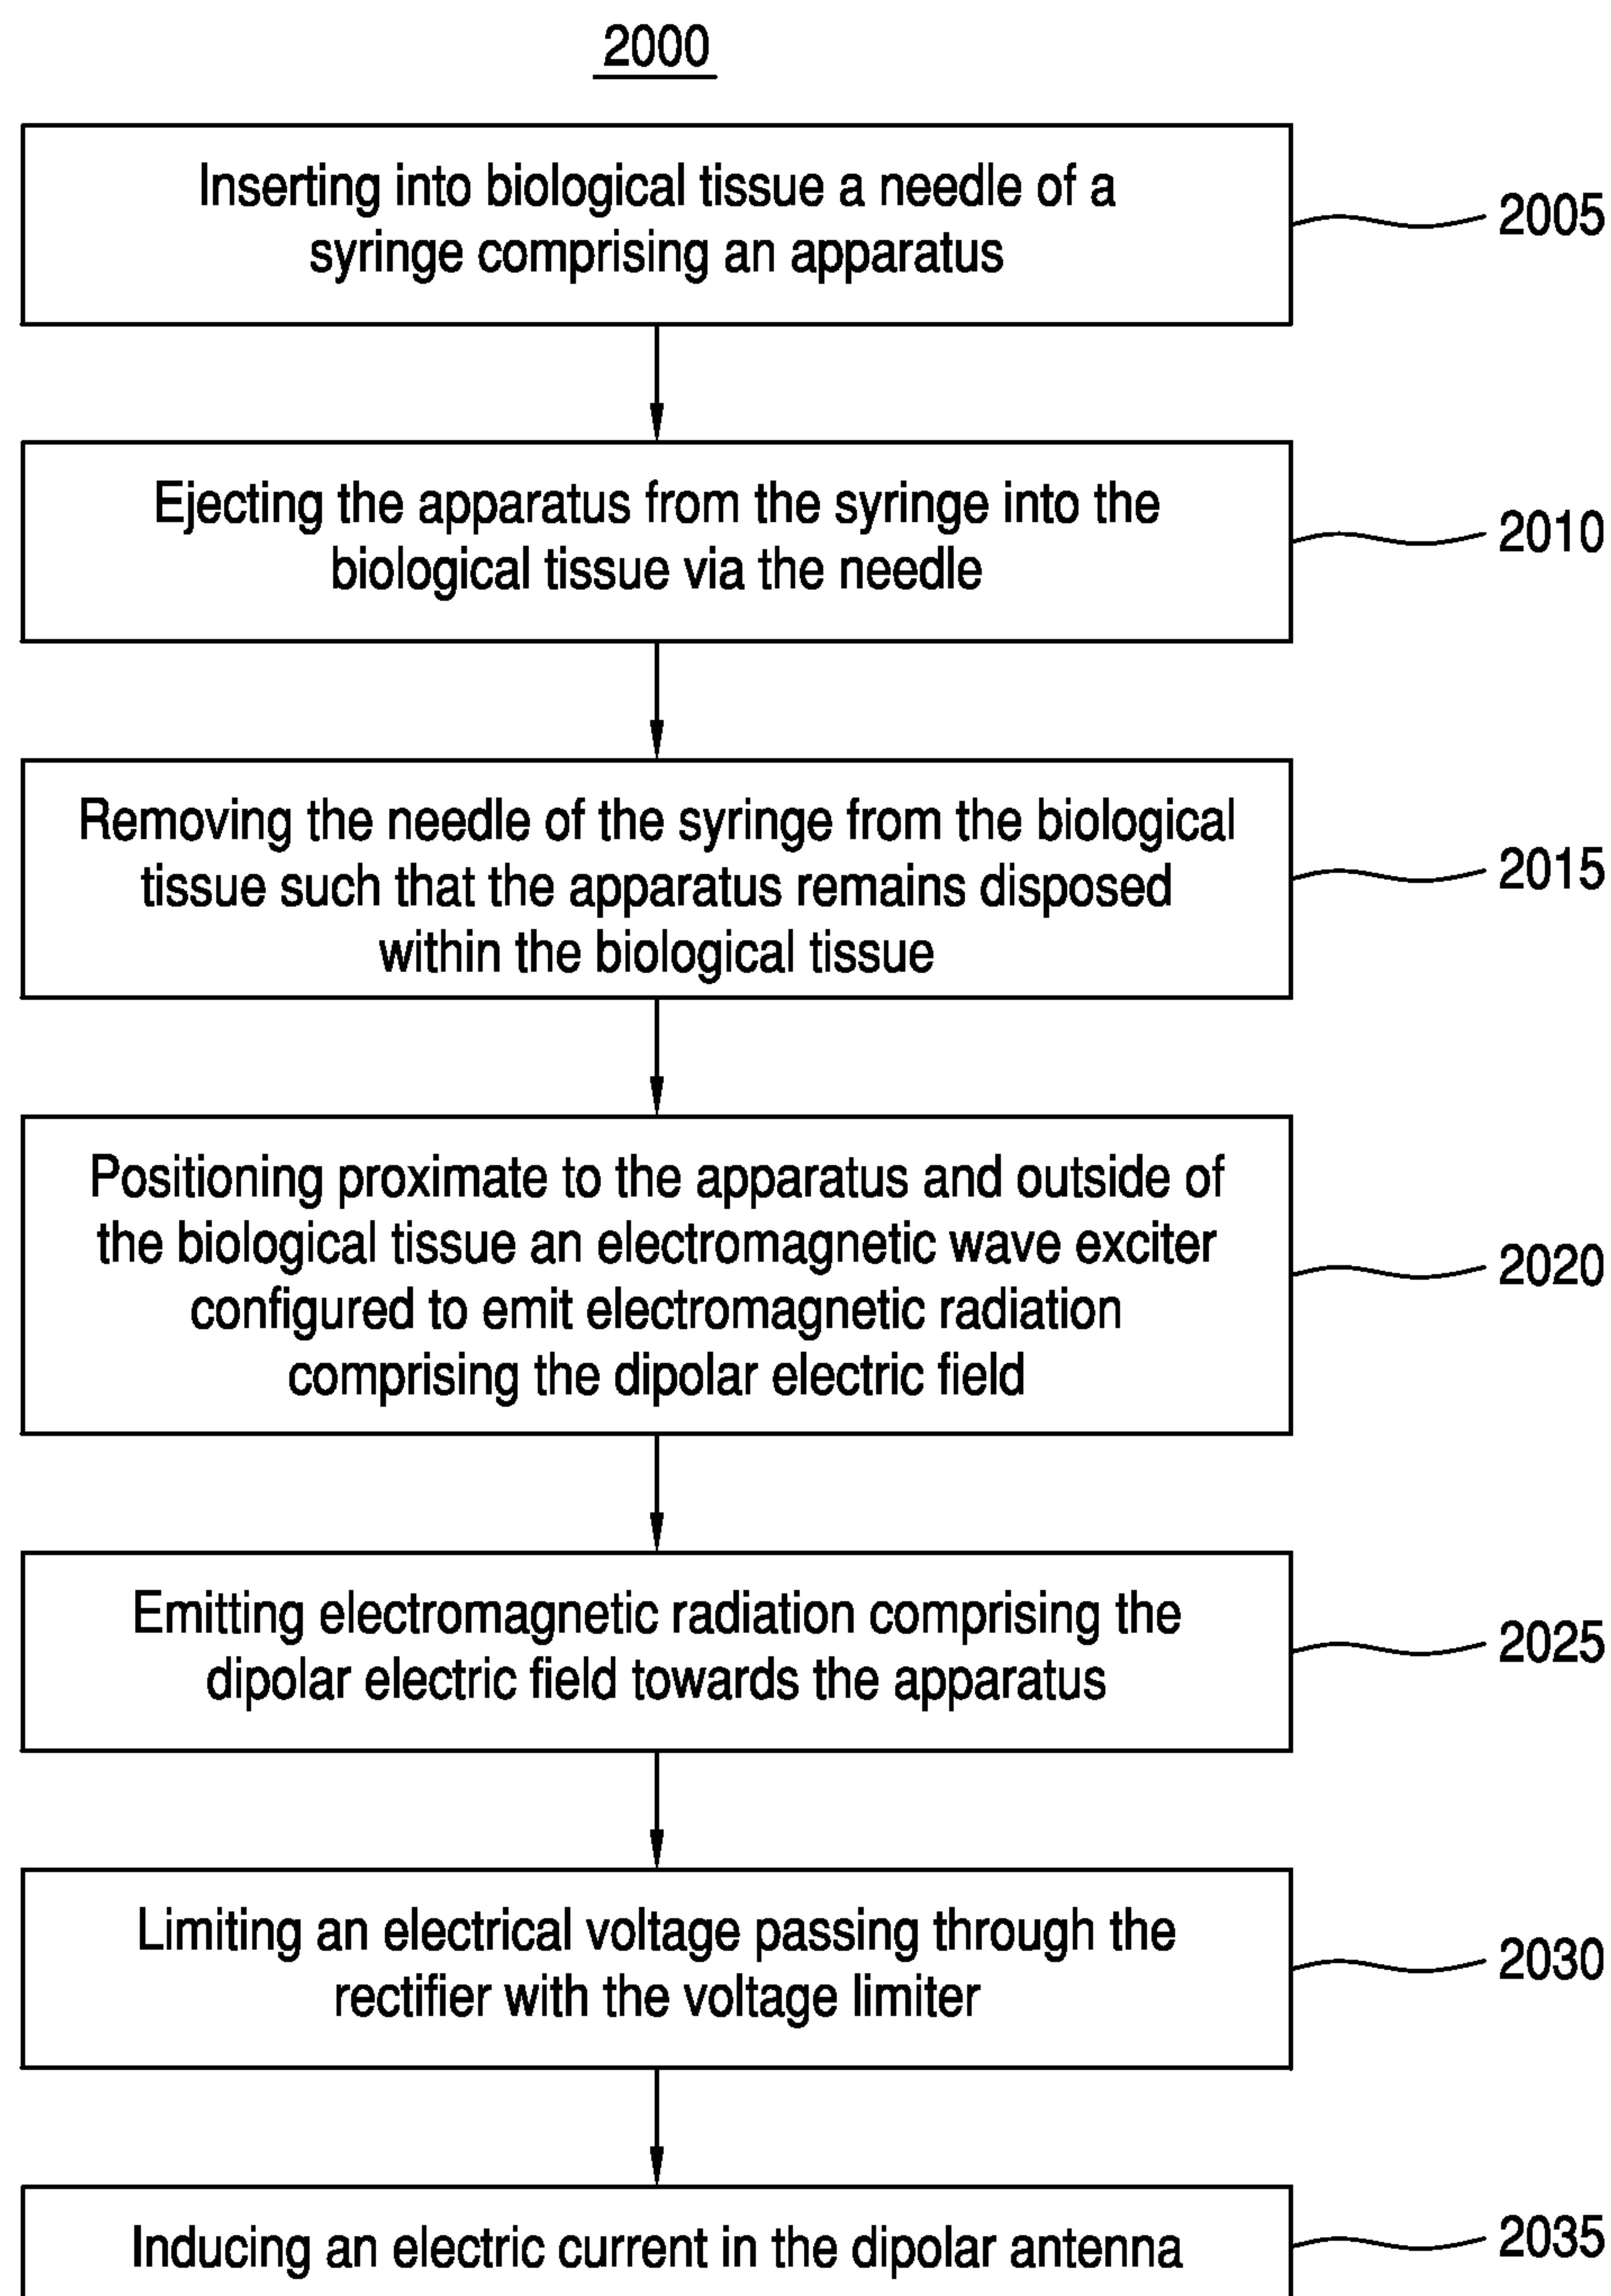 2000
Inserting into biological tissue a needle of a
syringe comprising an apparatus
2005
Ejecting the apparatus from the syringe into the
biological tissue via the needle
2010
Removing the needle of the syringe from the biological
tissue such that the apparatus remains disposed
within the biological tissue
2015
Positioning proximate to the apparatus and outside of
the biological tissue an electromagnetic wave exciter
configured to emit electromagnetic radiation
comprising the dipolar electric field
2020
Emitting electromagnetic radiation comprising the
dipolar electric field towards the apparatus
2025
Limiting an electrical voltage passing through the
rectifier with the voltage limiter
2030
Inducing an electric current in the dipolar antenna
2035